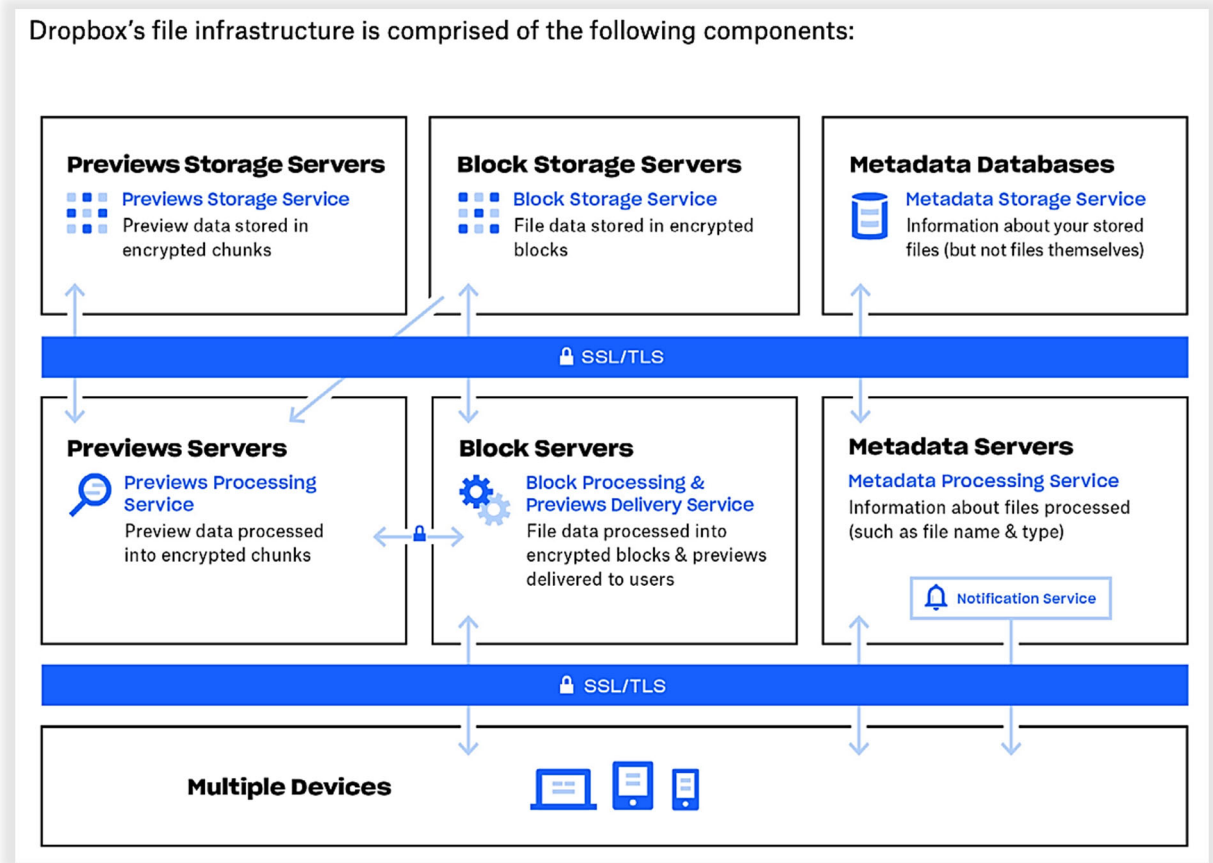 Dropbox’s file infrastructure is comprised of the following components:
Previews Storage Servers
Previews Storage Service
Preview data stored in
encrypted chunks
Block Storage Servers
Block Storage Service
File data stored in encrypted
blocks
Metadata Databases
Metadata Storage Service
Information about your stored
files (but not files themselves)
SSL/TLS
Previews Servers
Previews Processing
Service
Preview data processed
into encrypted chunks
Block Servers
Block Processing &
Previews Delivery Service
File data processed into
encrypted blocks & previews
delivered to users
Metadata Servers
Metadata Processing Service
Information about files processed
(such as file name & type)
Notification Service
SSL/TLS
Multiple Devices